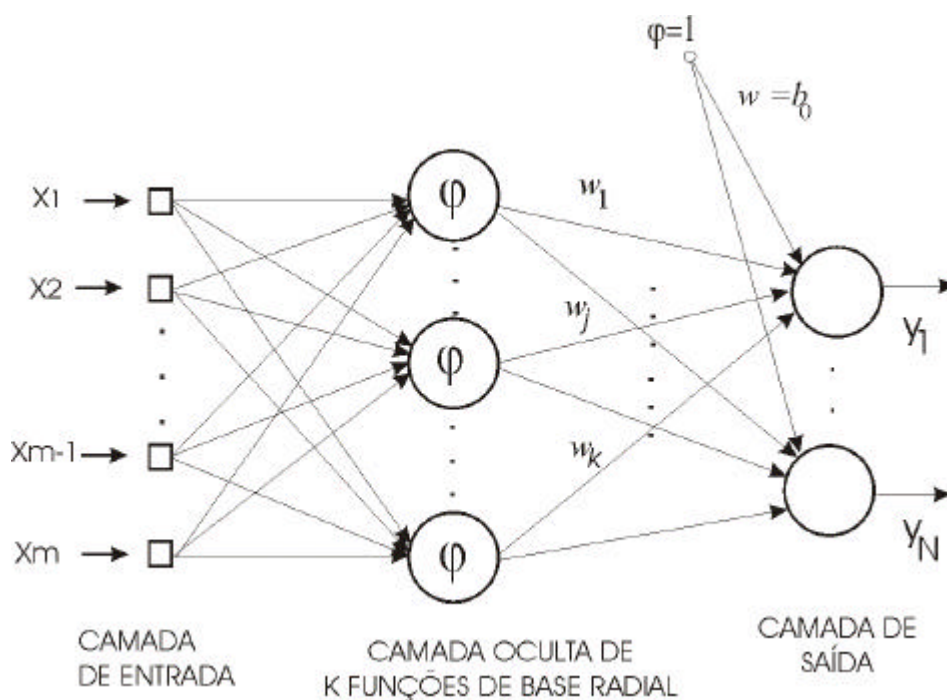 φ=1
w = b0
X1
φ
w1
X2
wj
φ
y1
Xm-1
wk
Xm
φ
yN
CAMADA
DE ENTRADA
CAMADA OCULTA DE
K FUNÇÕES DE BASE RADIAL
CAMADA DE
SAÍDA